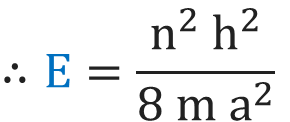 ∴ E = n² h² / 8 m a²